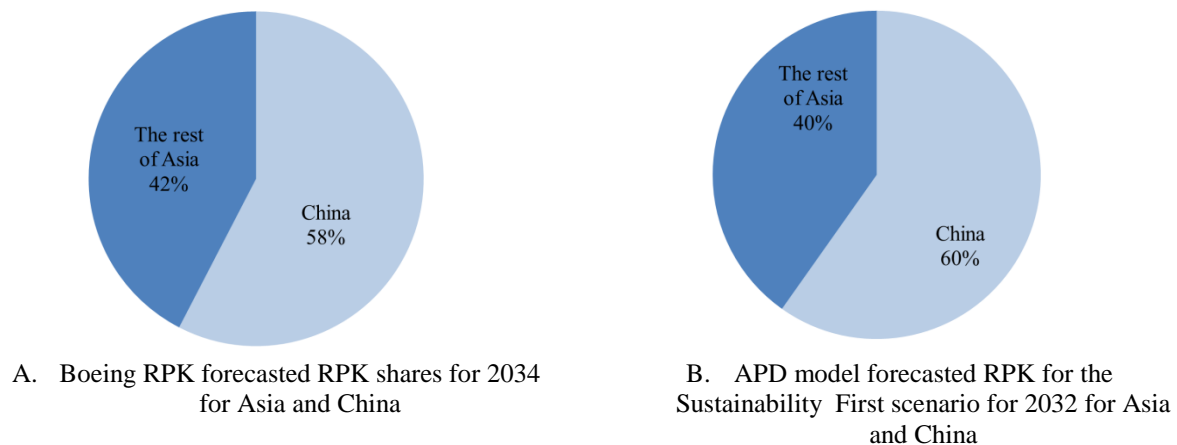 The rest
of Asia
42%
China
58%
A. Boeing RPK forecasted RPK shares for 2034
for Asia and China
The rest
of Asia
40%
China
60%
B. APD model forecasted RPK for the
Sustainability First scenario for 2032 for Asia
and China